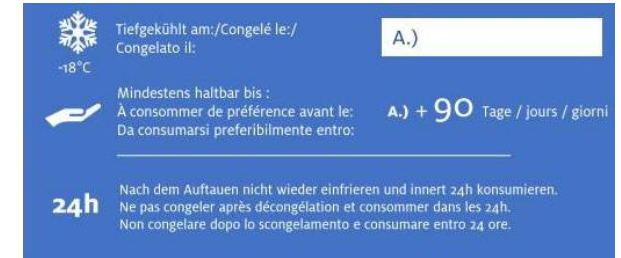 Tiefgekühlt am:/Congelé le:/
Congelato il:
A.)
-18°C
Mindestens haltbar bis :
À consommer de préférence avant le:
Da consumarsi preferibilmente entro:
A.) + 90 Tage / jours / giorni
24h
Nach dem Auftauen nicht wieder einfrieren und innert 24h konsumieren.
Ne pas congeler après décongélation et consommer dans les 24h.
Non congelare dopo lo scongelamento e consumare entro 24 ore.